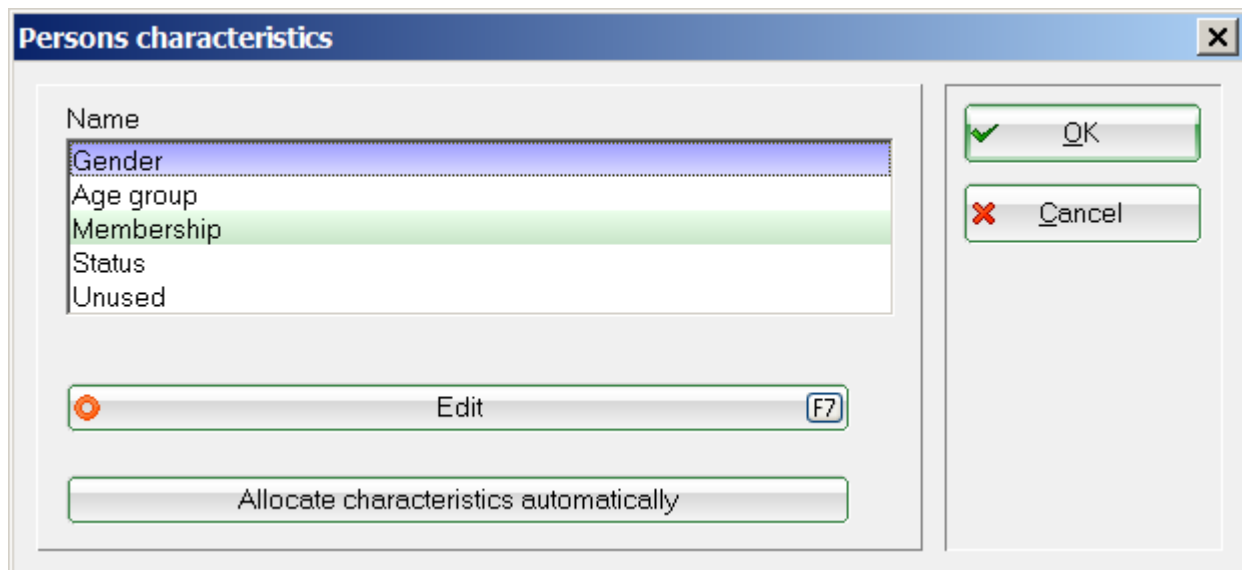 Persons characteristics
Name
Gender
Age group
Membership
Status
Unused
Edit F7
Allocate characteristics automatically
OK
Cancel